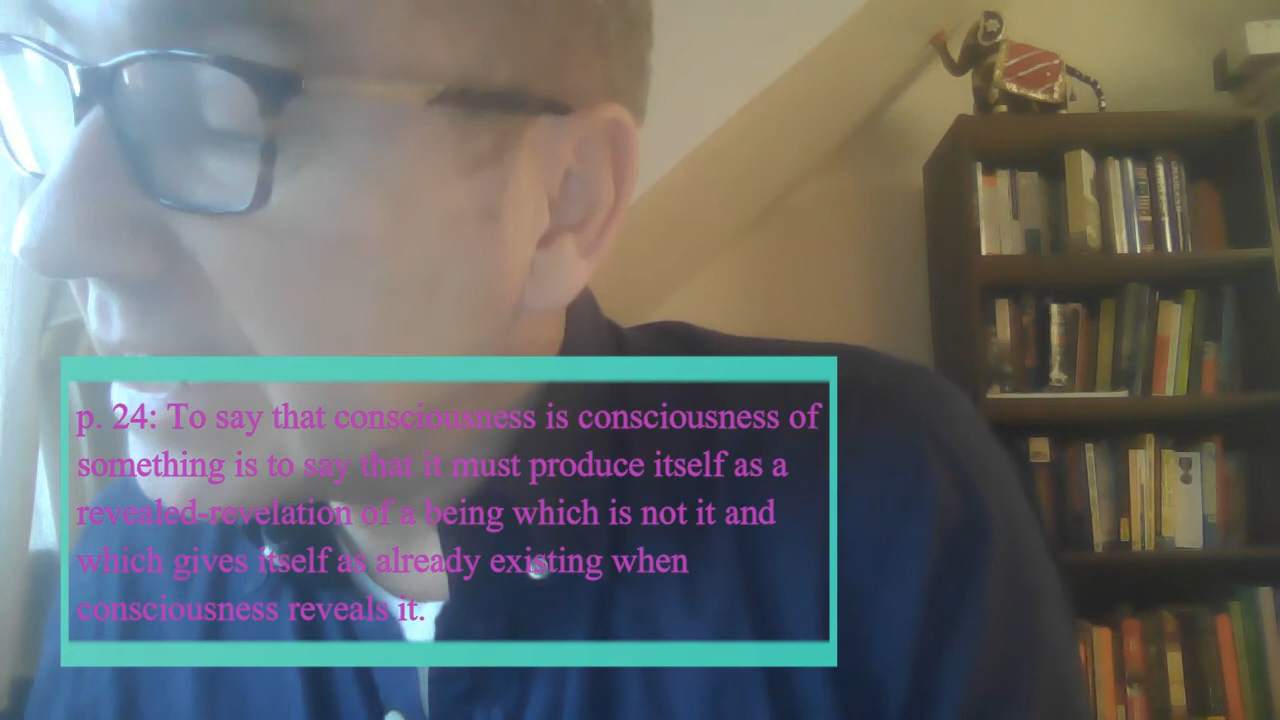 p. 24: To say that consciousness is consciousness of
something is to say that it must produce itself as a
revealed-revelation of a being which is not it and
which gives itself as already existing when
consciousness reveals it.